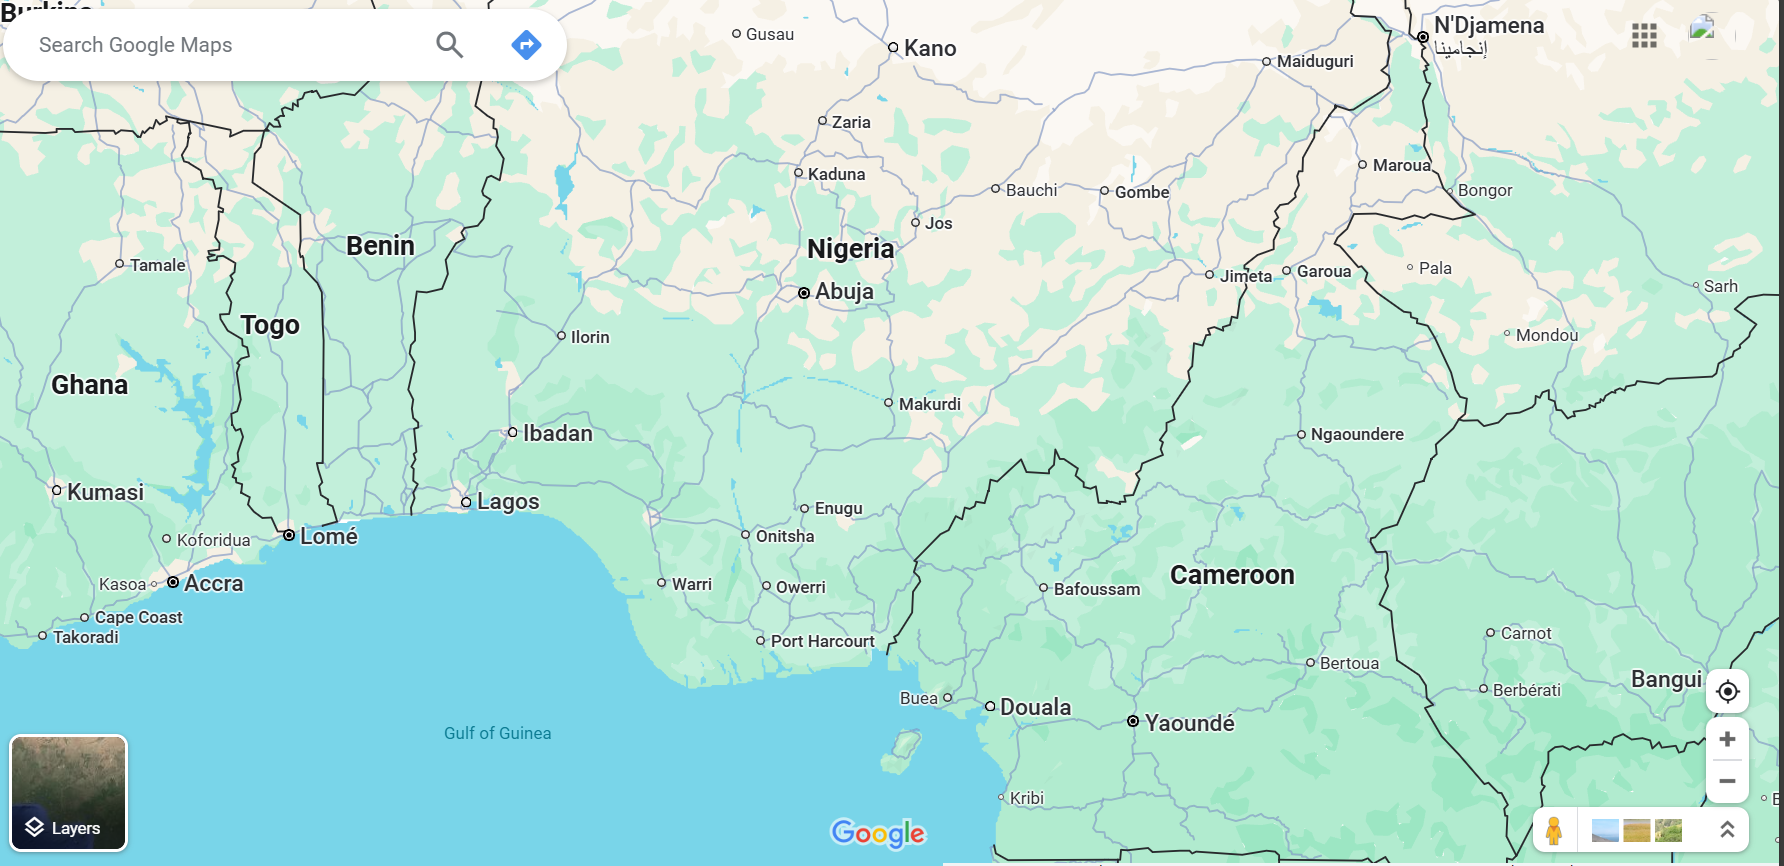 Burkina
Search Google Maps
Gusau
Kano
N'Djamena
إنجامينا
Maiduguri
Zaria
Maroua
Kaduna
Bauchi
Gombe
Bongor
Jos
Benin
Nigeria
Tamale
Pala
Jimeta
Garoua
Sarh
Abuja
Togo
Ilorin
Mondou
Ghana
Makurdi
Ibadan
Ngaoundere
Kumasi
Lagos
Enugu
Lomé
Koforidua
Onitsha
Cameroon
Kasoa
Accra
Warri
Owerri
Bafoussam
Cape Coast
Takoradi
Port Harcourt
Carnot
Bertoua
Bangui
Berbérati
Buea
Douala
Yaoundé
Gulf of Guinea
Kribi
Layers
Google